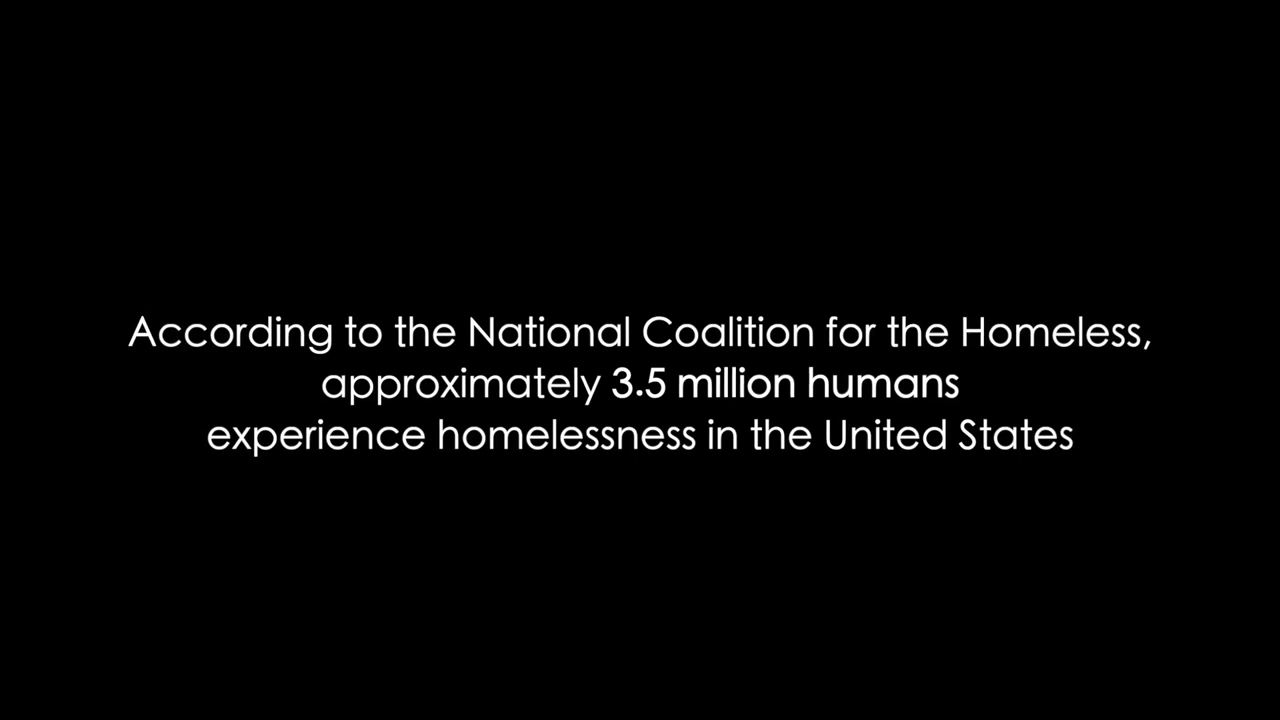 According to the National Coalition for the Homeless,
approximately 3.5 million humans
experience homelessness in the United States